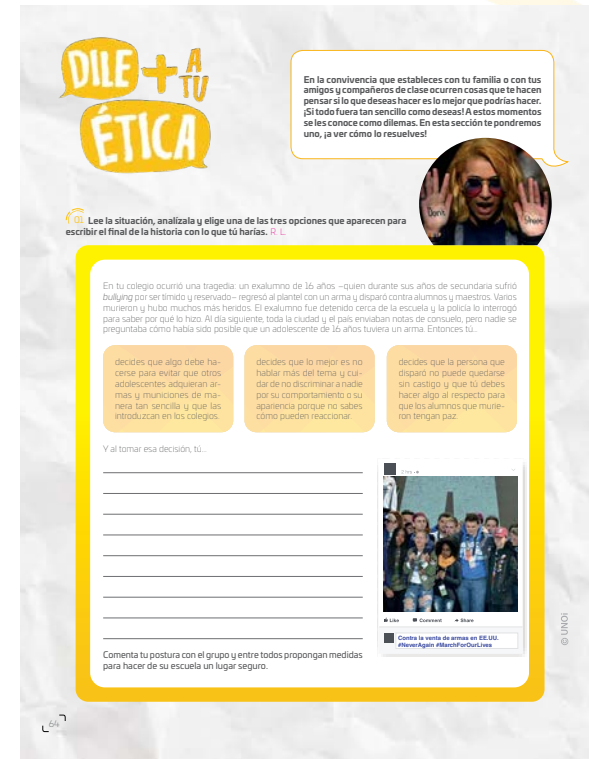 DILE + A
TU
ÉTICA
En la convivencia que estableces con tu familia o con tus
amigos y compañeros de clase ocurren cosas que te hacen
pensar si lo que deseas hacer es lo mejor que podrías hacer.
¡Si todo fuera tan sencillo como deseas! A estos momentos
se les conoce como dilemas. En esta sección te pondremos
uno, ¡a ver cómo lo resuelves!
Don't
Shoot
01 Lee la situación, analízala y elige una de las tres opciones que aparecen para
escribir el final de la historia con lo que tú harías. R. L.
En tu colegio ocurrió una tragedia: un exalumno de 16 años –quien durante sus años de secundaria sufrió
bullying por ser tímido y reservado– regresó al plantel con un arma y disparó contra alumnos y maestros. Varios
murieron y hubo muchos más heridos. El exalumno fue detenido cerca de la escuela y la policía lo interrogó
para saber por qué lo hizo. Al día siguiente, toda la ciudad y el país enviaban notas de consuelo, pero nadie se
preguntaba cómo había sido posible que un adolescente de 16 años tuviera un arma. Entonces tú...
decides que algo debe ha-
cerse para evitar que otros
adolescentes adquieran ar-
mas y municiones de ma-
nera tan sencilla y que las
introduzcan en los colegios.
decides que lo mejor es no
hablar más del tema y cui-
dar de no discriminar a nadie
por su comportamiento o su
apariencia porque no sabes
cómo pueden reaccionar.
decides que la persona que
disparó no puede quedarse
sin castigo y que tú debes
hacer algo al respecto para
que los alumnos que murie-
ron tengan paz.
Y al tomar esa decisión, tú...
2 hrs
Like Comment Share
Contra la venta de armas en EE.UU.
#NeverAgain #MarchForOurLives
Comenta tu postura con el grupo y entre todos propongan medidas
para hacer de su escuela un lugar seguro.
© UNOi
64